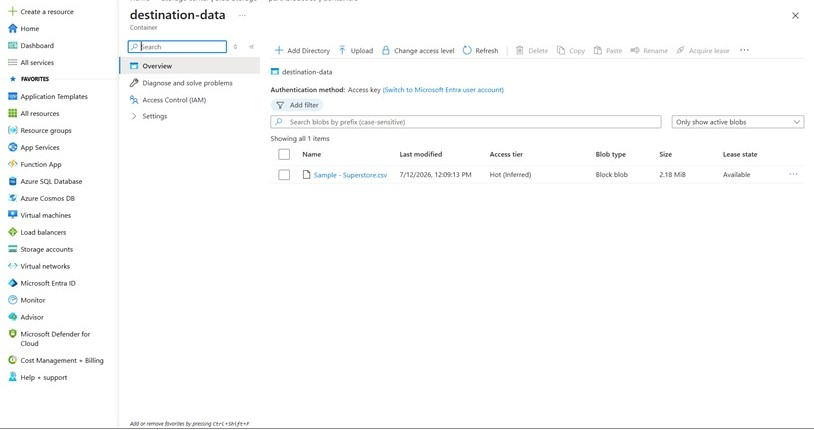 Create a resource
Home
Dashboard
All services
FAVORITES
Application Templates
All resources
Resource groups
App Services
Function App
Azure SQL Database
Azure Cosmos DB
Virtual machines
Load balancers
Storage accounts
Virtual networks
Microsoft Entra ID
Monitor
Advisor
Microsoft Defender for
Cloud
Cost Management + Billing
Help + support
destination-data ...
Container
Search
Overview
Diagnose and solve problems
Access Control (IAM)
Settings
Add or remove favorites by pressing Ctrl+Shift+F
Add Directory Upload Change access level Refresh Delete Copy Paste Rename Acquire lease ...
destination-data
Authentication method: Access key (Switch to Microsoft Entra user account)
Add filter
Search blobs by prefix (case-sensitive) Only show active blobs
Showing all 1 items
Name Last modified Access tier Blob type Size Lease state
Sample - Superstore.csv 7/12/2026, 12:09:13 PM Hot (Inferred) Block blob 2.18 MiB Available ...